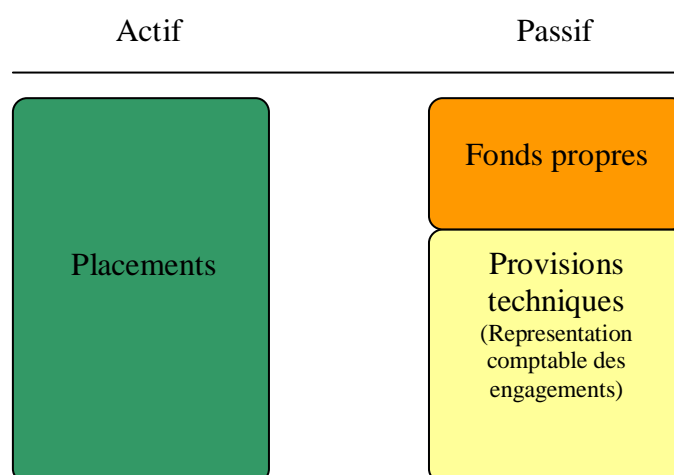 Actif
Passif
Placements
Fonds propres
Provisions
techniques
(Representation
comptable des
engagements)